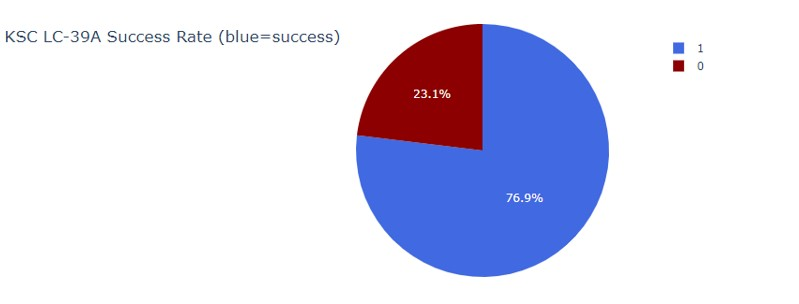 KSC LC-39A Success Rate (blue=success)
1
0
23.1%
76.9%